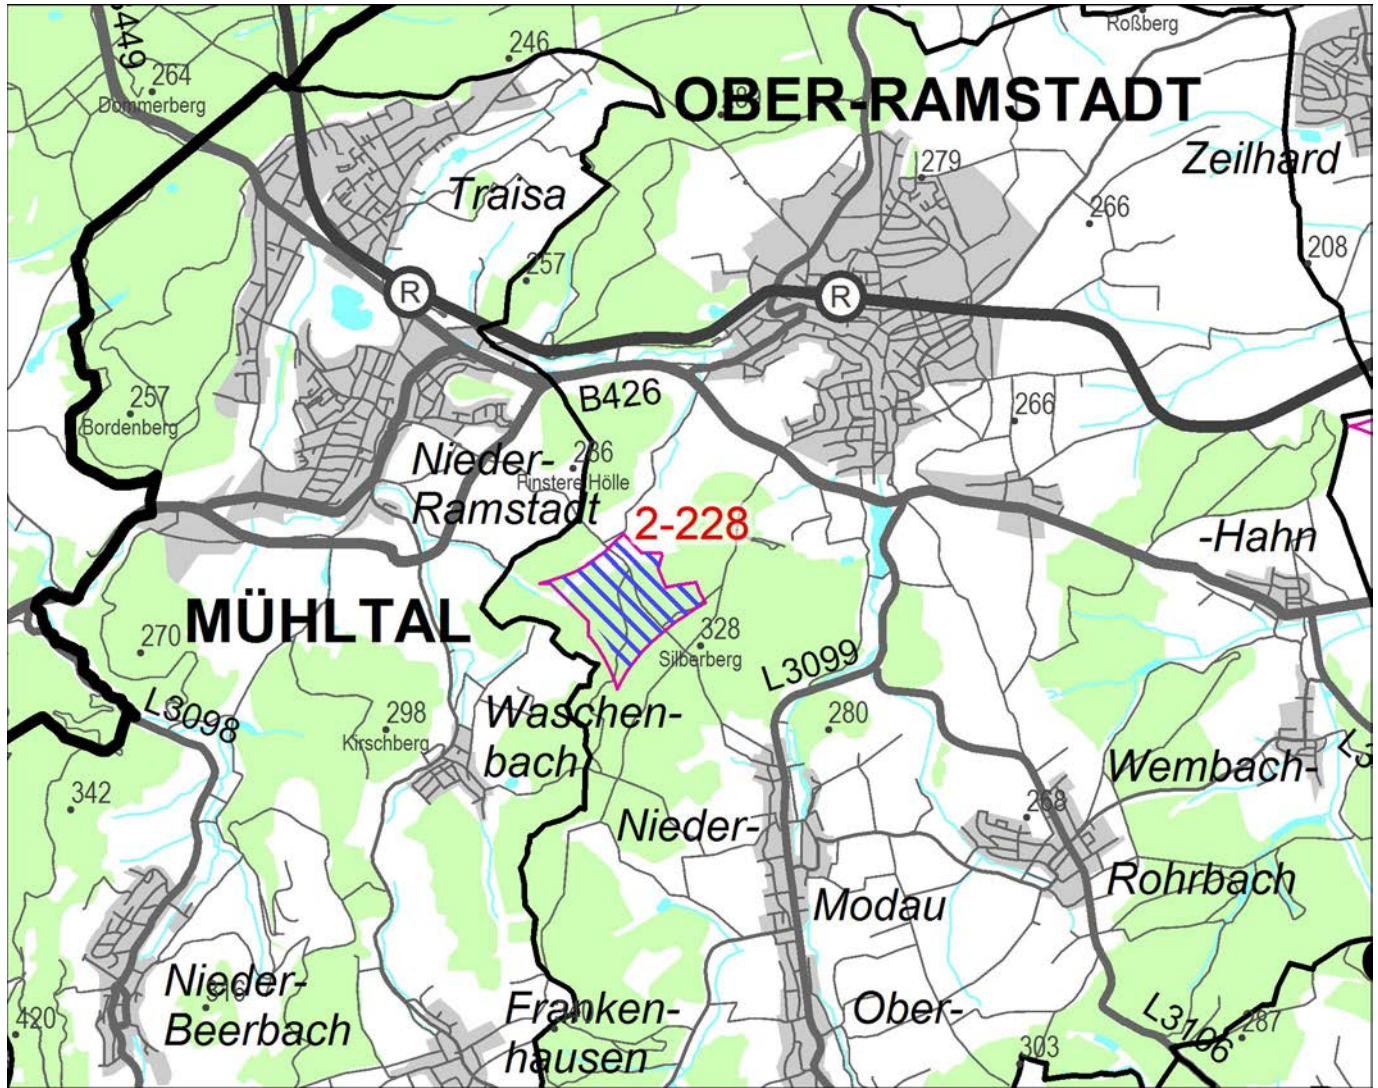 B449
246
Roßberg
264
Dommerberg
OBER-RAMSTADT
Zeilhard
279
Traisa
266
208
257
R
R
B426
257
Bordenberg
266
Nieder-
Ramstadt
286
Finstere Hölle
2-228
-Hahn
MÜHLTAL
270
328
Silberberg
L3099
L3098
298
Kirschberg
Waschen-
bach
280
Wembach-
342
268
Nieder-
Rohrbach
Modau
Nieder-
Beerbach
Franken-
hausen
Ober-
L3106
287
420
303